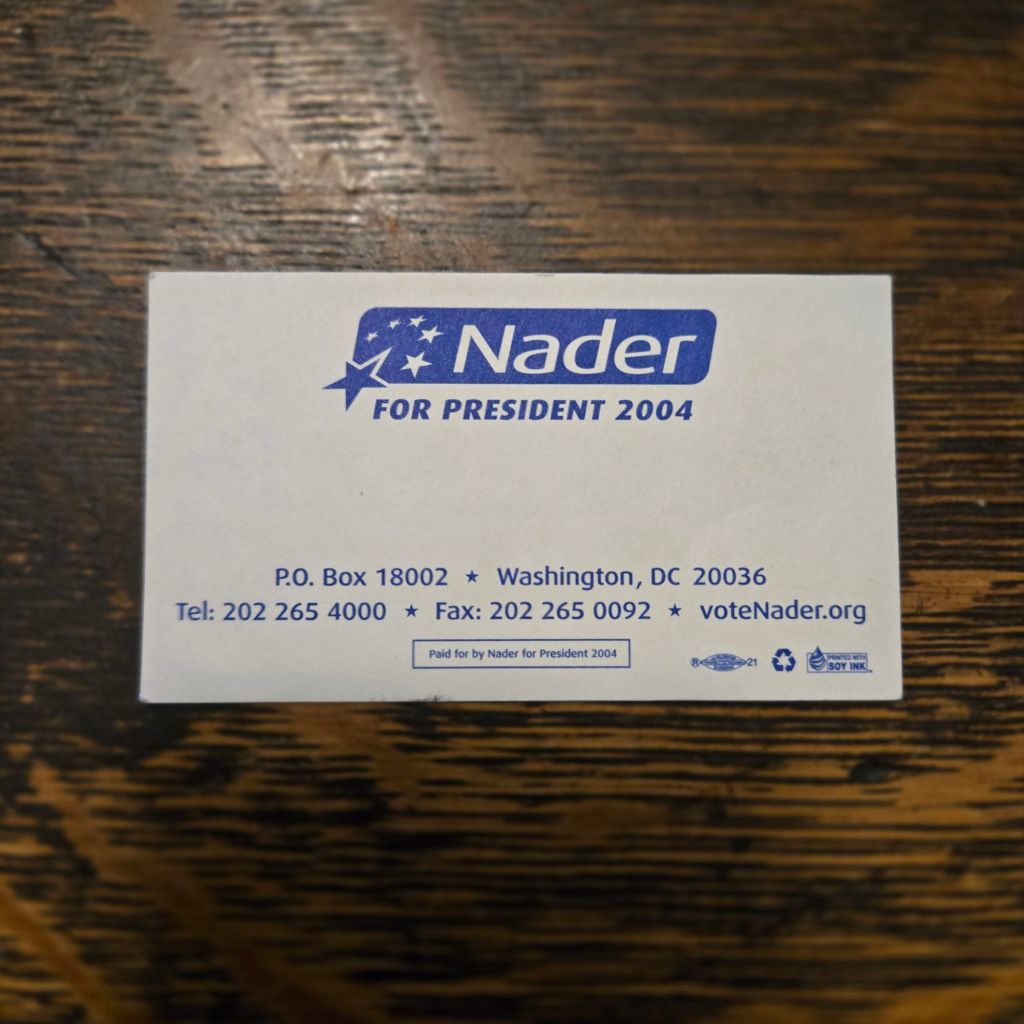 Nader
FOR PRESIDENT 2004
P.O. Box 18002 ★ Washington, DC 20036
Tel: 202 265 4000 ★ Fax: 202 265 0092 ★ voteNader.org
Paid for by Nader for President 2004
R 21
PRINTED WITH
SOY INK